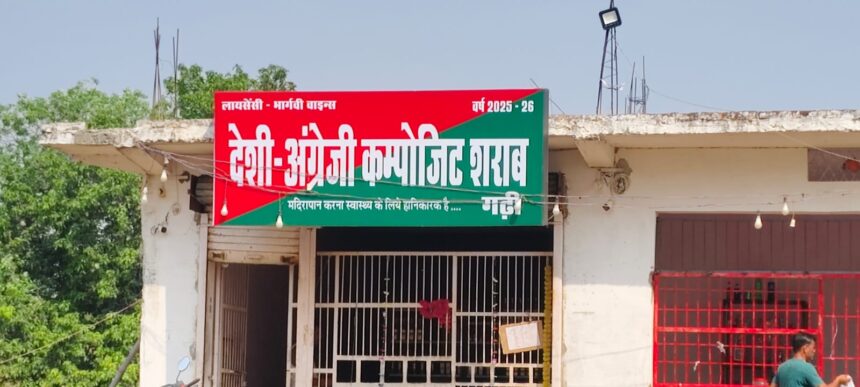 लायसेंसी - भार्गवी वाइन्स
वर्ष 2025 - 26
देशी - अंग्रेजी कम्पोजिट शराब
मदिरापान करना स्वास्थ्य के लिये हानिकारक है ....
गढ़ी